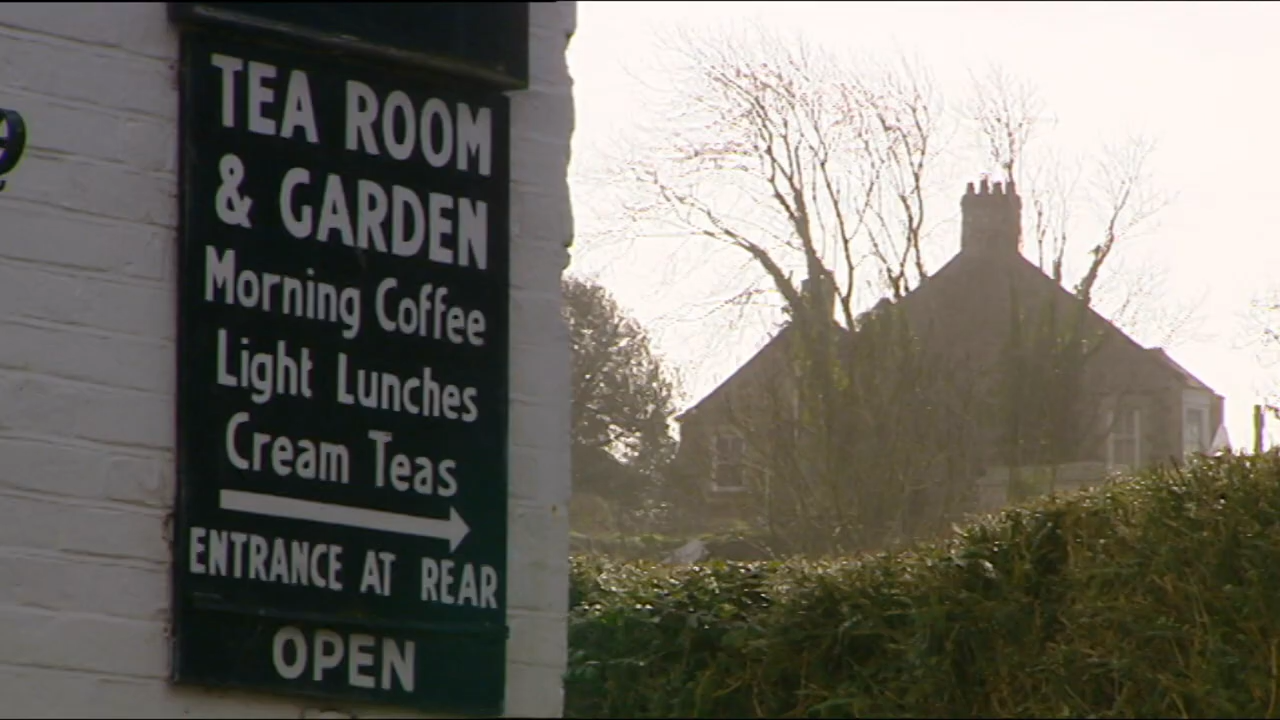 TEA ROOM
& GARDEN
Morning Coffee
Light Lunches
Cream Teas
ENTRANCE AT REAR
OPEN